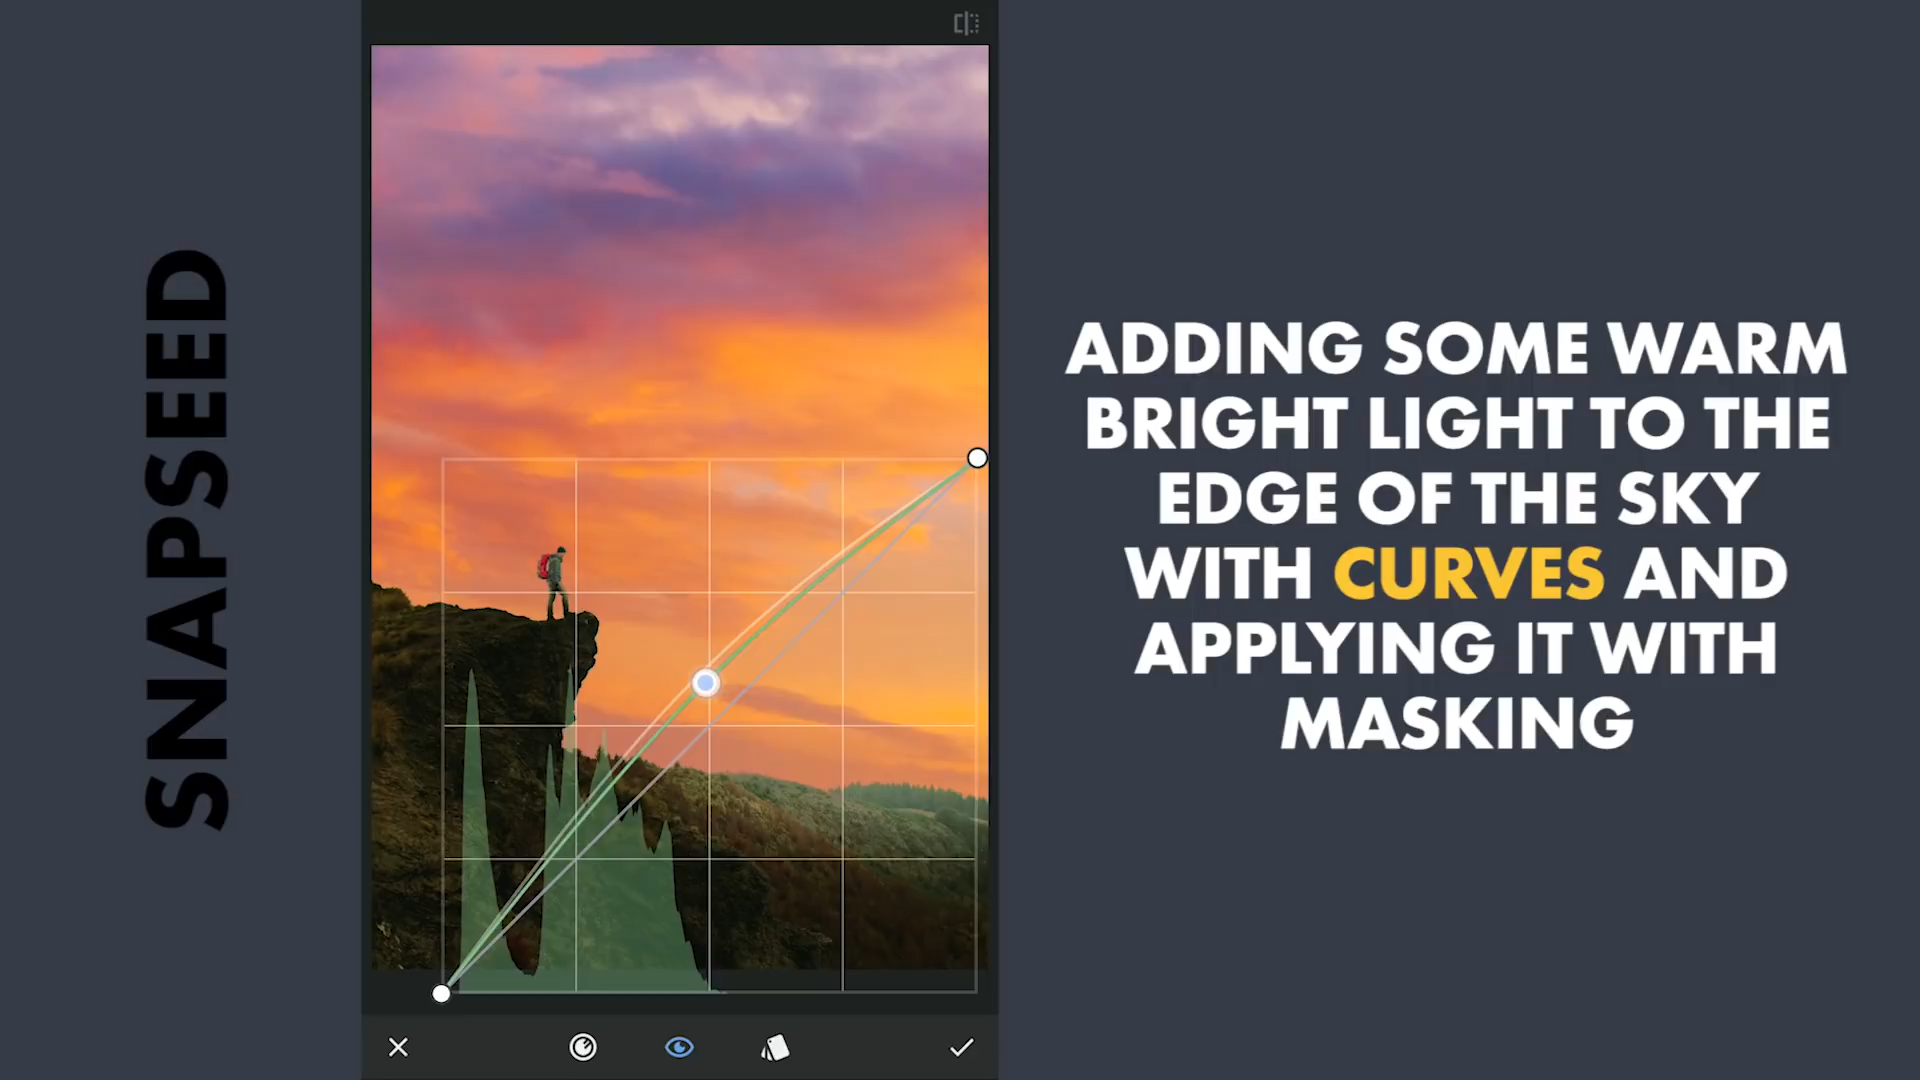 SNAPSEED
ADDING SOME WARM
BRIGHT LIGHT TO THE
EDGE OF THE SKY
WITH CURVES AND
APPLYING IT WITH
MASKING